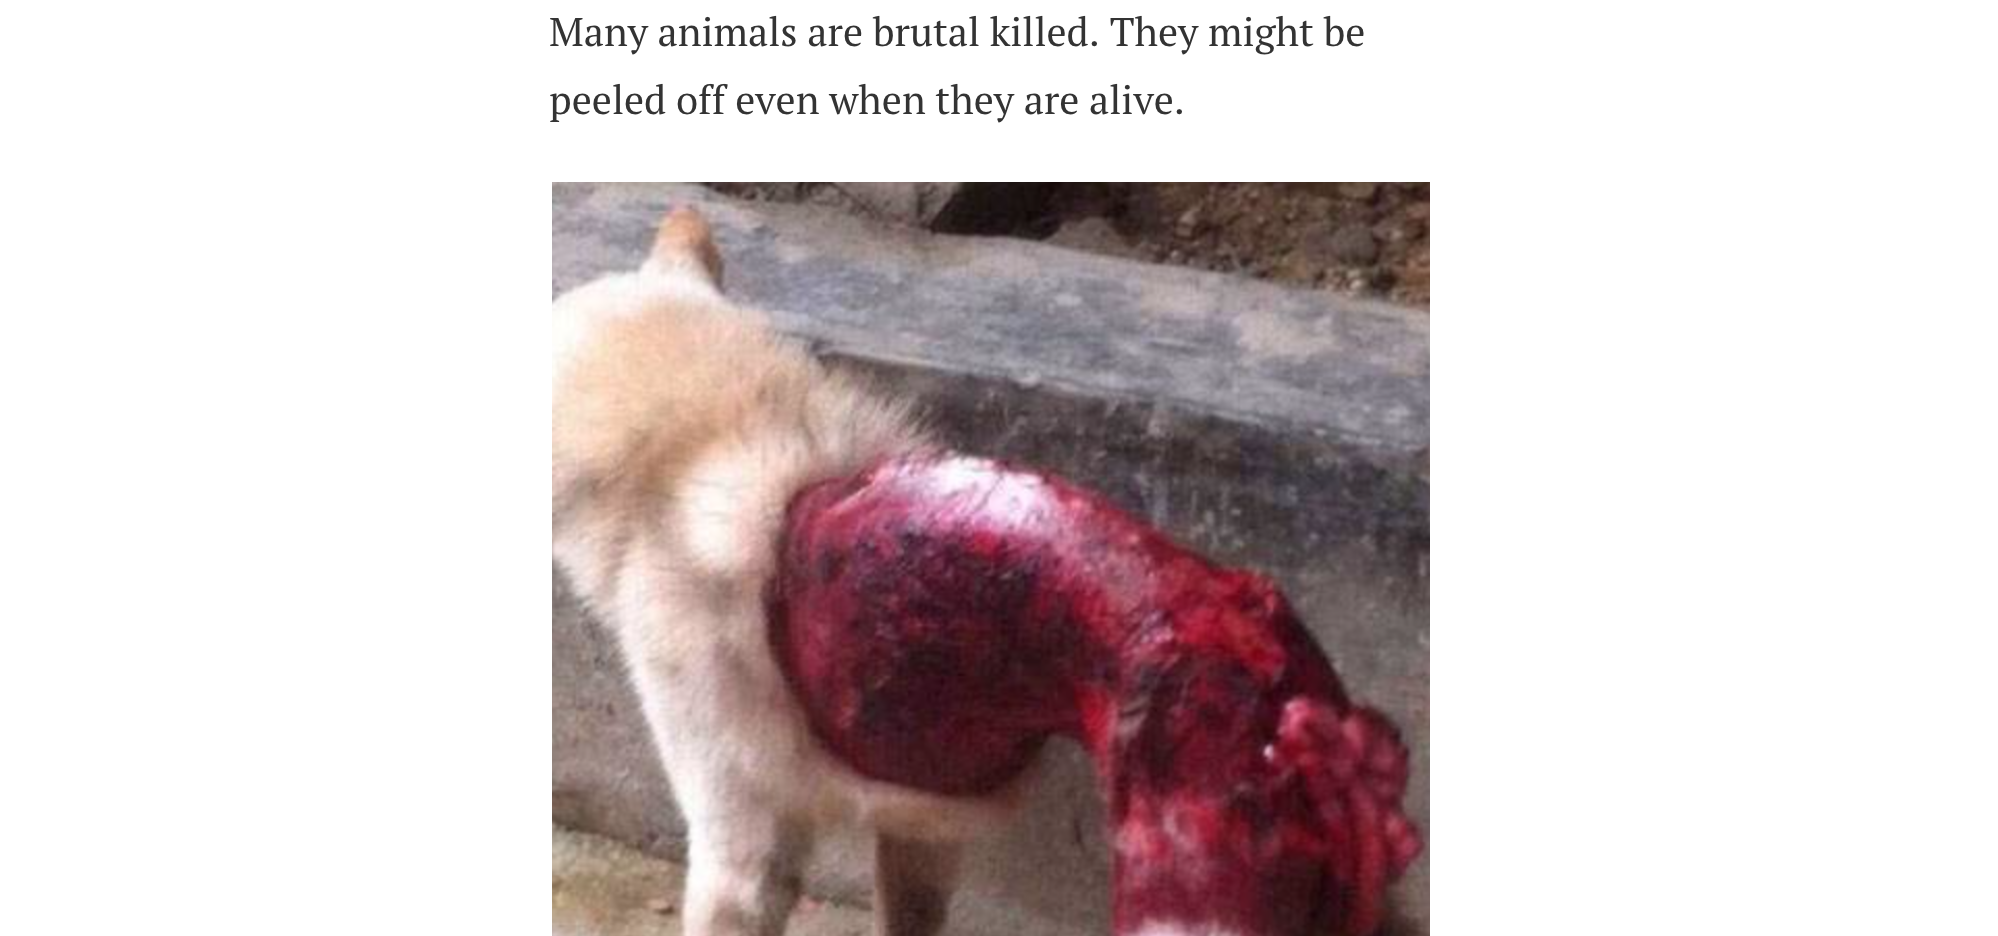 Many animals are brutal killed. They might be
peeled off even when they are alive.